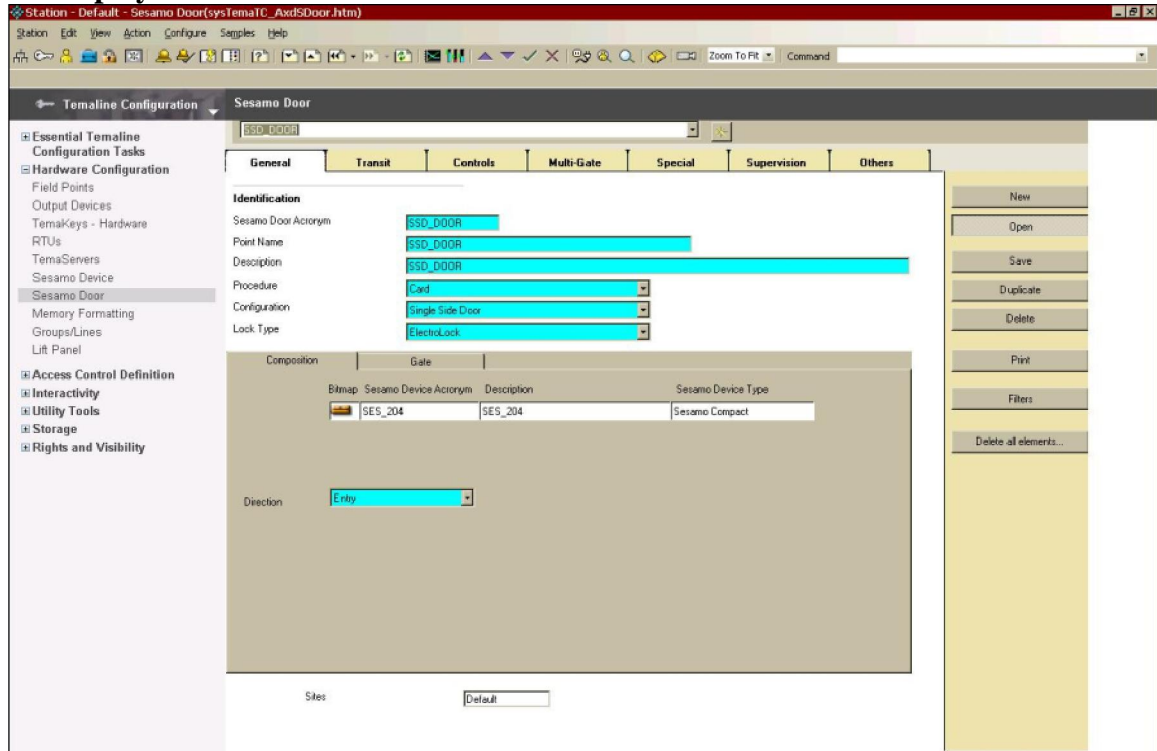 Station - Default - Sesamo Door(sysTemaTC_AxdSDoor.htm)
Station Edit View Action Configure Samples Help
Zoom To Fit Command
Temaline Configuration
Sesamo Door
SSD_DOOR
General Transit Controls Multi-Gate Special Supervision Others
Essential Temaline
Configuration Tasks
Hardware Configuration
Field Points
Output Devices
TemaKeys - Hardware
RTUs
TemaServers
Sesamo Device
Sesamo Door
Memory Formatting
Groups/Lines
Lift Panel
Access Control Definition
Interactivity
Utility Tools
Storage
Rights and Visibility
Identification
Sesamo Door Acronym SSD_DOOR
Point Name SSD_DOOR
Description SSD_DOOR
Procedure Card
Configuration Single Side Door
Lock Type ElectroLock
Composition Gate
Bitmap Sesamo Device Acronym Description Sesamo Device Type
SES_204 SES_204 Sesamo Compact
Direction Entry
Sites Default
New
Open
Save
Duplicate
Delete
Print
Filters
Delete all elements...